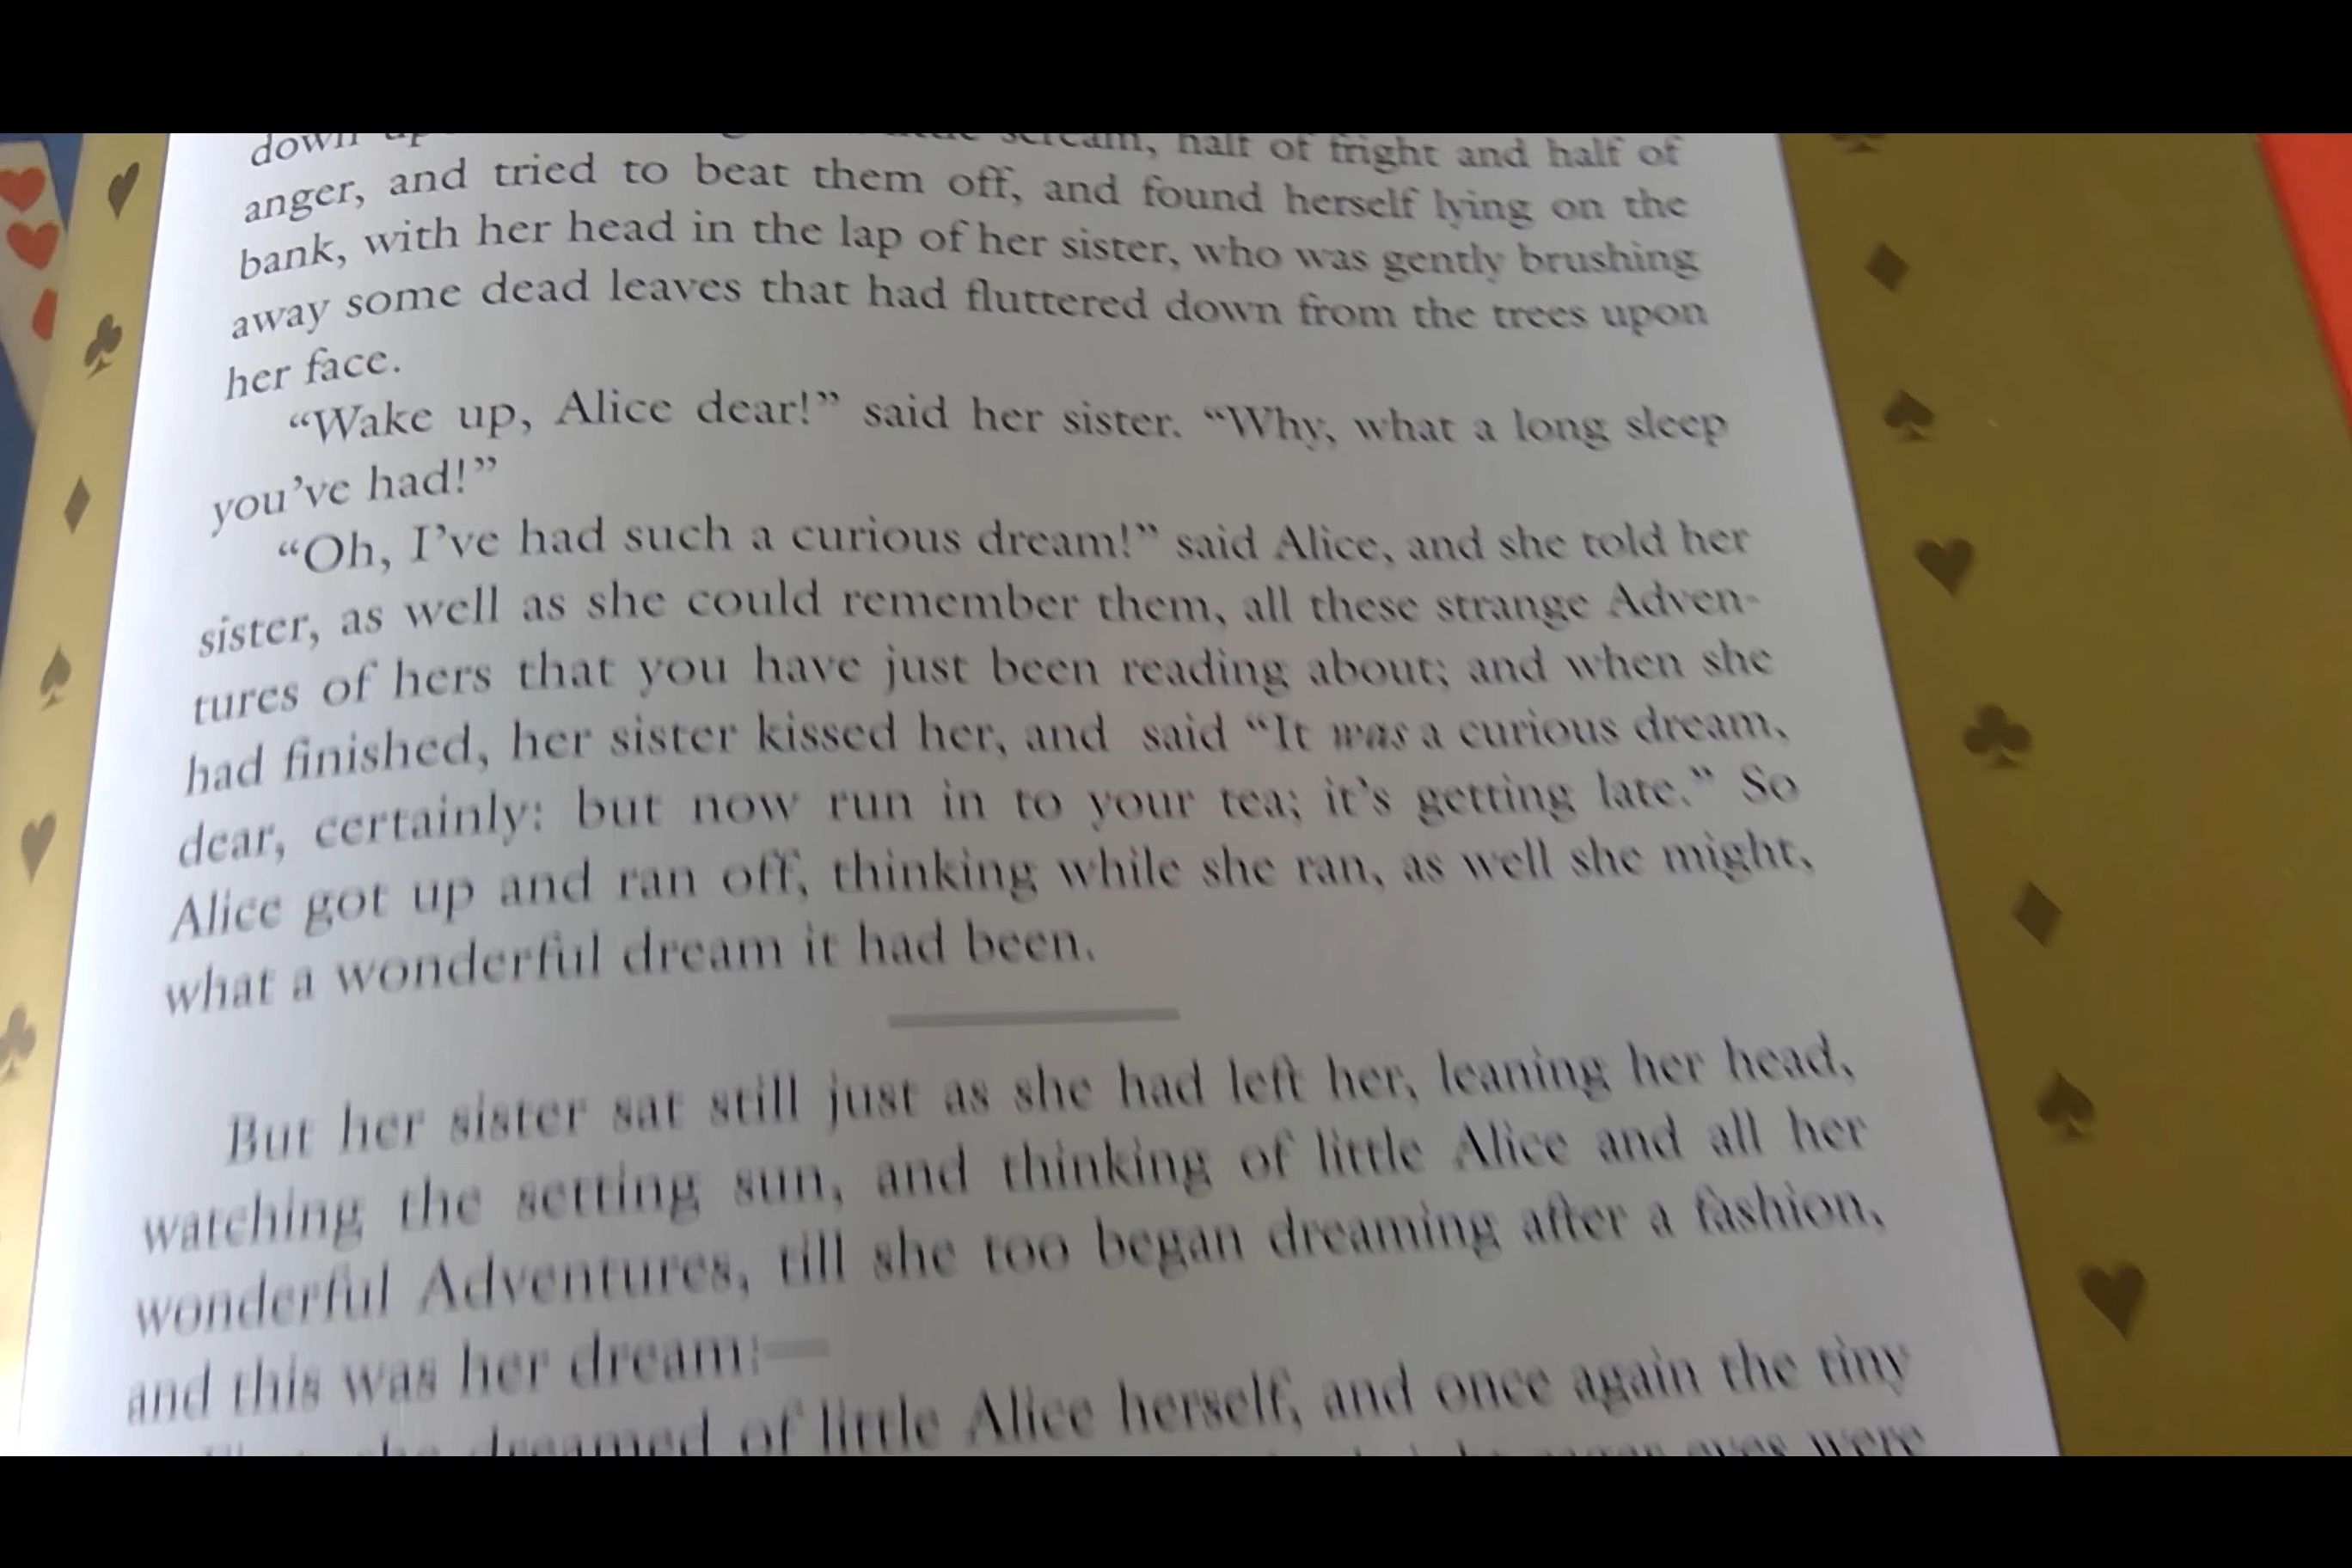 down scream, half of fright and half of
anger, and tried to beat them off, and found herself lying on the
bank, with her head in the lap of her sister, who was gently brushing
away some dead leaves that had fluttered down from the trees upon
her face.
“Wake up, Alice dear!” said her sister. “Why, what a long sleep
you’ve had!”
“Oh, I’ve had such a curious dream!” said Alice, and she told her
sister, as well as she could remember them, all these strange Adven-
tures of hers that you have just been reading about; and when she
had finished, her sister kissed her, and said “It was a curious dream,
dear, certainly: but now run in to your tea; it’s getting late.” So
Alice got up and ran off, thinking while she ran, as well she might,
what a wonderful dream it had been.
But her sister sat still just as she had left her, leaning her head,
watching the setting sun, and thinking of little Alice and all her
wonderful Adventures, till she too began dreaming after a fashion,
and this was her dream:—
she dreamed of little Alice herself, and once again the tiny
eyes were